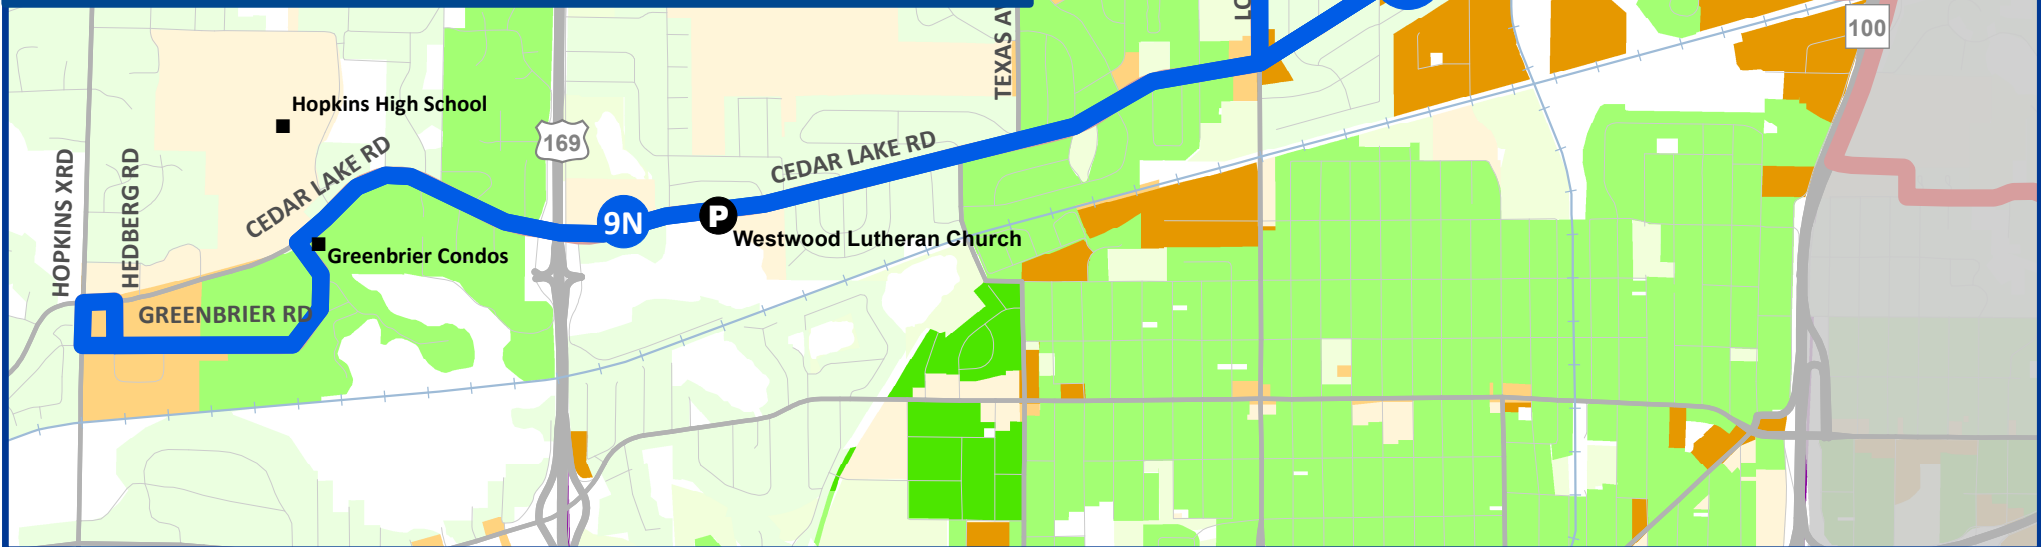 TEXAS AV
LO
100
Hopkins High School
169
CEDAR LAKE RD
CEDAR LAKE RD
HOPKINS XRD
HEDBERG RD
9N
P
Westwood Lutheran Church
Greenbrier Condos
GREENBRIER RD